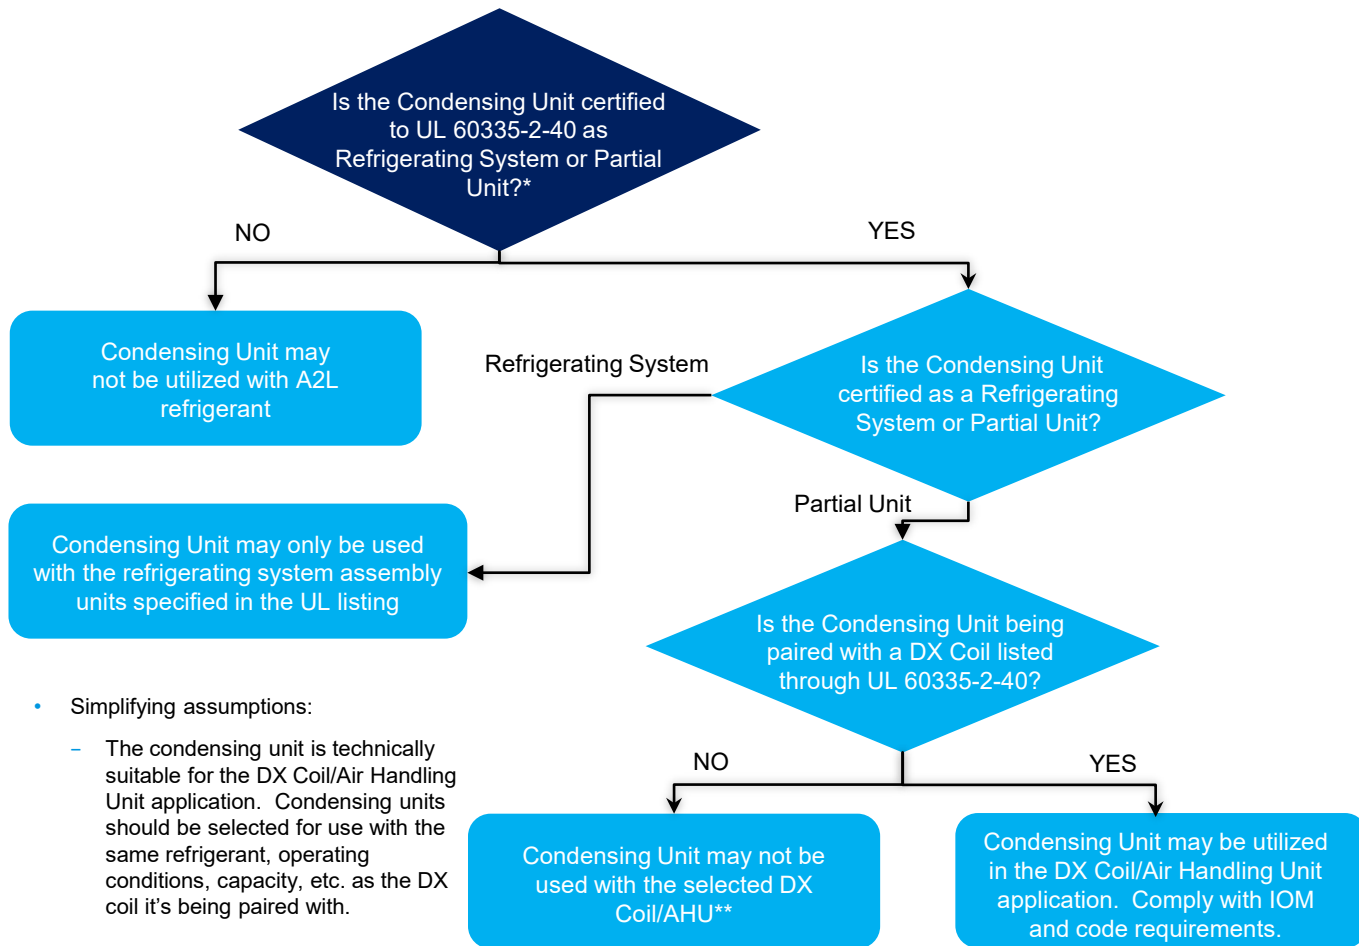 Is the Condensing Unit certified
to UL 60335-2-40 as
Refrigerating System or Partial
Unit?*
NO
YES
Condensing Unit may
not be utilized with A2L
refrigerant
Refrigerating System
Is the Condensing Unit
certified as a Refrigerating
System or Partial Unit?
Partial Unit
Condensing Unit may only be used
with the refrigerating system assembly
units specified in the UL listing
Is the Condensing Unit being
paired with a DX Coil listed
through UL 60335-2-40?
• Simplifying assumptions:
– The condensing unit is technically
suitable for the DX Coil/Air Handling
Unit application.  Condensing units
should be selected for use with the
same refrigerant, operating
conditions, capacity, etc. as the DX
coil it’s being paired with.
NO
YES
Condensing Unit may not be
used with the selected DX
Coil/AHU**
Condensing Unit may be utilized
in the DX Coil/Air Handling Unit
application.  Comply with IOM
and code requirements.